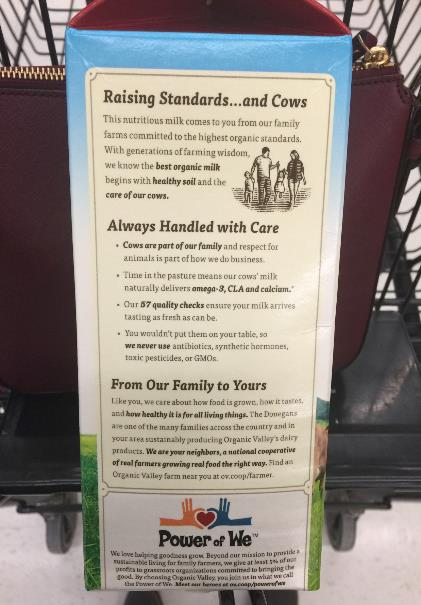 Raising Standards...and Cows
This nutritious milk comes to you from our family
farms committed to the highest organic standards.
With generations of farming wisdom,
we know the best organic milk
begins with healthy soil and the
care of our cows.
Always Handled with Care
• Cows are part of our family and respect for
animals is part of how we do business.
• Time in the pasture means our cows' milk
naturally delivers omega-3, CLA and calcium.*
• Our 57 quality checks ensure your milk arrives
tasting as fresh as can be.
• You wouldn't put them on your table, so
we never use antibiotics, synthetic hormones,
toxic pesticides, or GMOs.
From Our Family to Yours
Like you, we care about how food is grown, how it tastes,
and how healthy it is for all living things. The Donegans
are one of many families across the country and in
your area sustainably producing Organic Valley's dairy
products. We are your neighbors, a national cooperative
of real farmers growing real food the right way. Find an
Organic Valley farm near you at ov.coop/farmer.
Power of We™
We love helping goodness grow. Beyond our mission to provide a
sustainable living for family farmers, we give at least 5% of our
profits to grassroots organizations committed to bringing the
good. By choosing Organic Valley, you join us in what we call
the Power of We. Meet our heroes at ov.coop/powerofwe